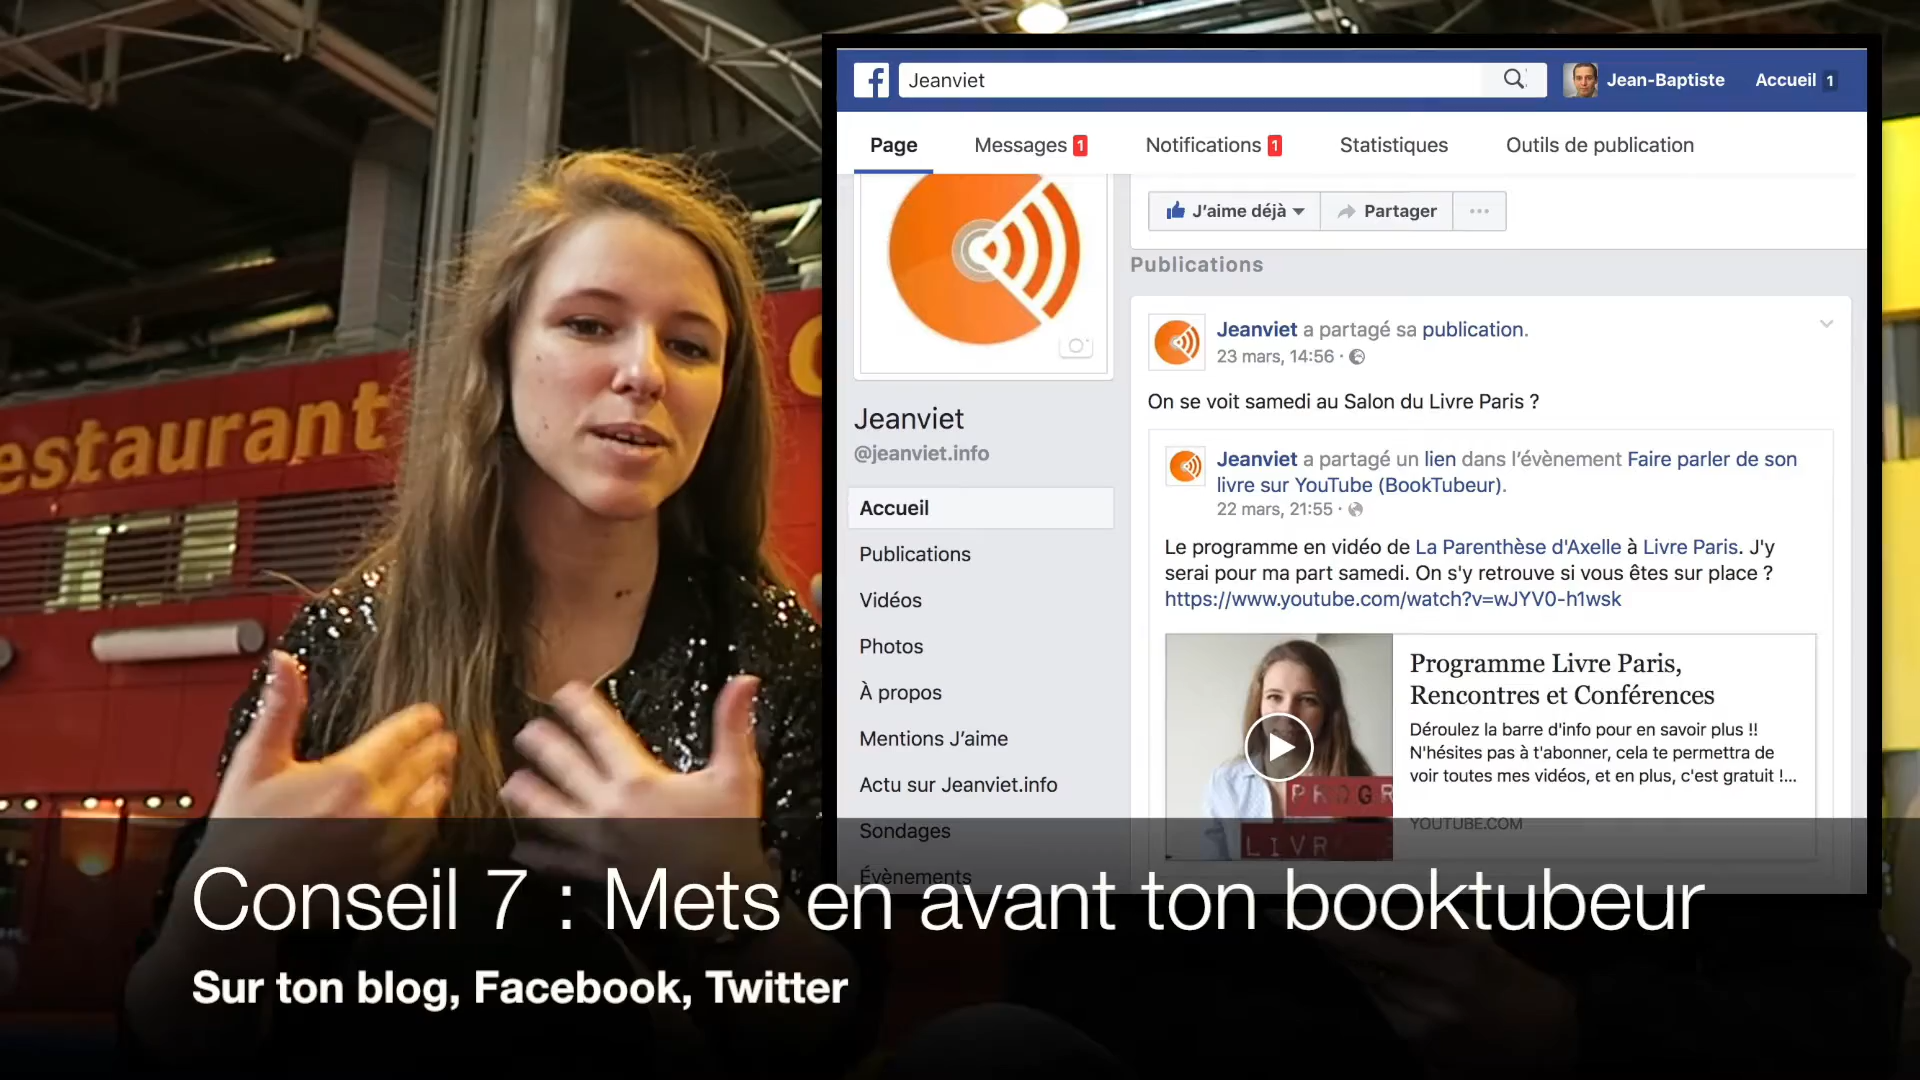 estaurant
Jeanviet
Jean-Baptiste
Accueil 1
Page
Messages 1
Notifications 1
Statistiques
Outils de publication
J'aime déjà
Partager
Publications
Jeanviet a partagé sa publication.
23 mars, 14:56
On se voit samedi au Salon du Livre Paris ?
Jeanviet a partagé un lien dans l'évènement Faire parler de son
livre sur YouTube (BookTubeur).
22 mars, 21:55
Le programme en vidéo de La Parenthèse d'Axelle à Livre Paris. J'y
serai pour ma part samedi. On s'y retrouve si vous êtes sur place ?
https://www.youtube.com/watch?v=wJYV0-h1wsk
PROGR
LIVR
Programme Livre Paris,
Rencontres et Conférences
Déroulez la barre d'info pour en savoir plus !!
N'hésites pas à t'abonner, cela te permettra de
voir toutes mes vidéos, et en plus, c'est gratuit !...
YOUTUBE.COM
Jeanviet
@jeanviet.info
Accueil
Publications
Vidéos
Photos
À propos
Mentions J'aime
Actu sur Jeanviet.info
Sondages
Évènements
Conseil 7 : Mets en avant ton booktubeur
Sur ton blog, Facebook, Twitter